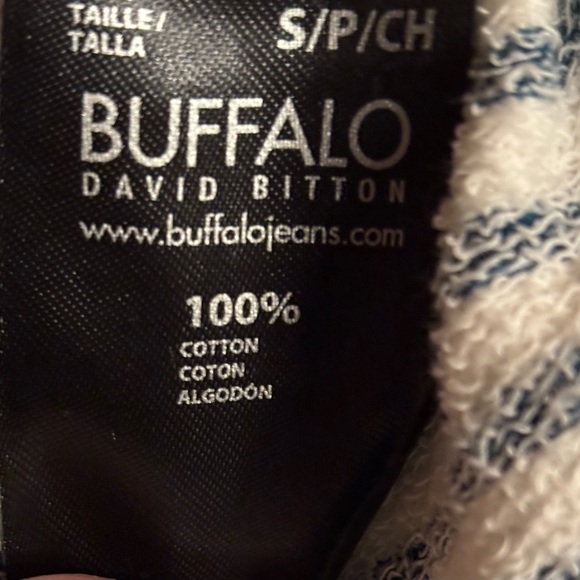 TAILLE/
TALLA
S/P/CH
BUFFALO
DAVID BITTON
www.buffalojeans.com
100%
COTTON
COTON
ALGODÓN